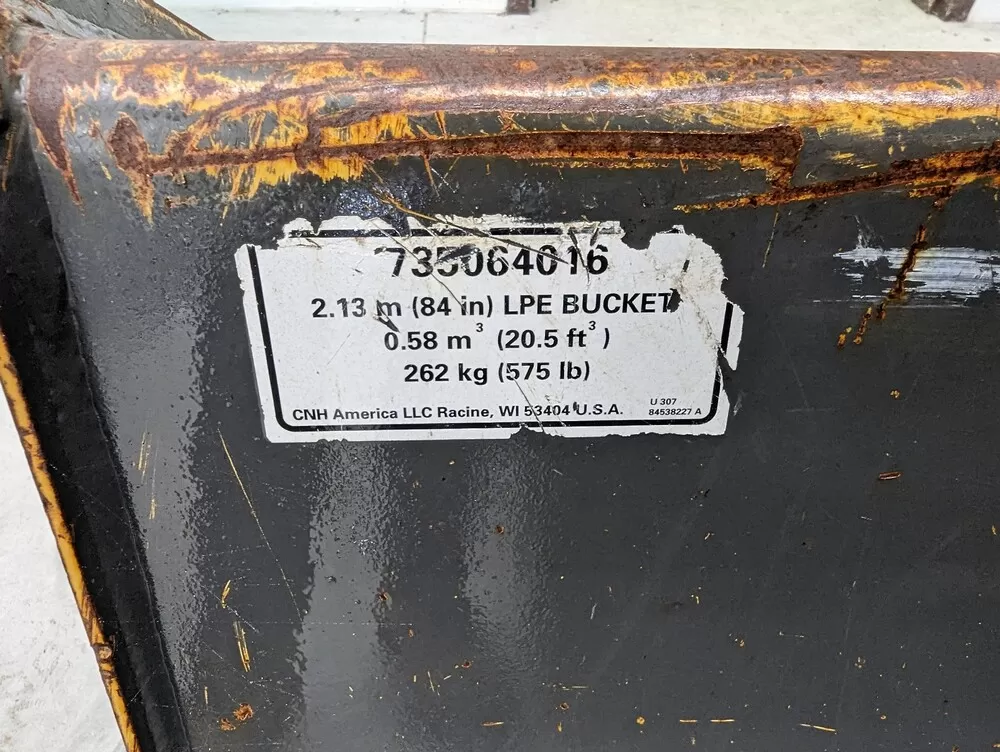 735064016
2.13 m (84 in) LPE BUCKET
0.58 m³ (20.5 ft³)
262 kg (575 lb)
CNH America LLC Racine, WI 53404 U.S.A.
U 307
84538227 A